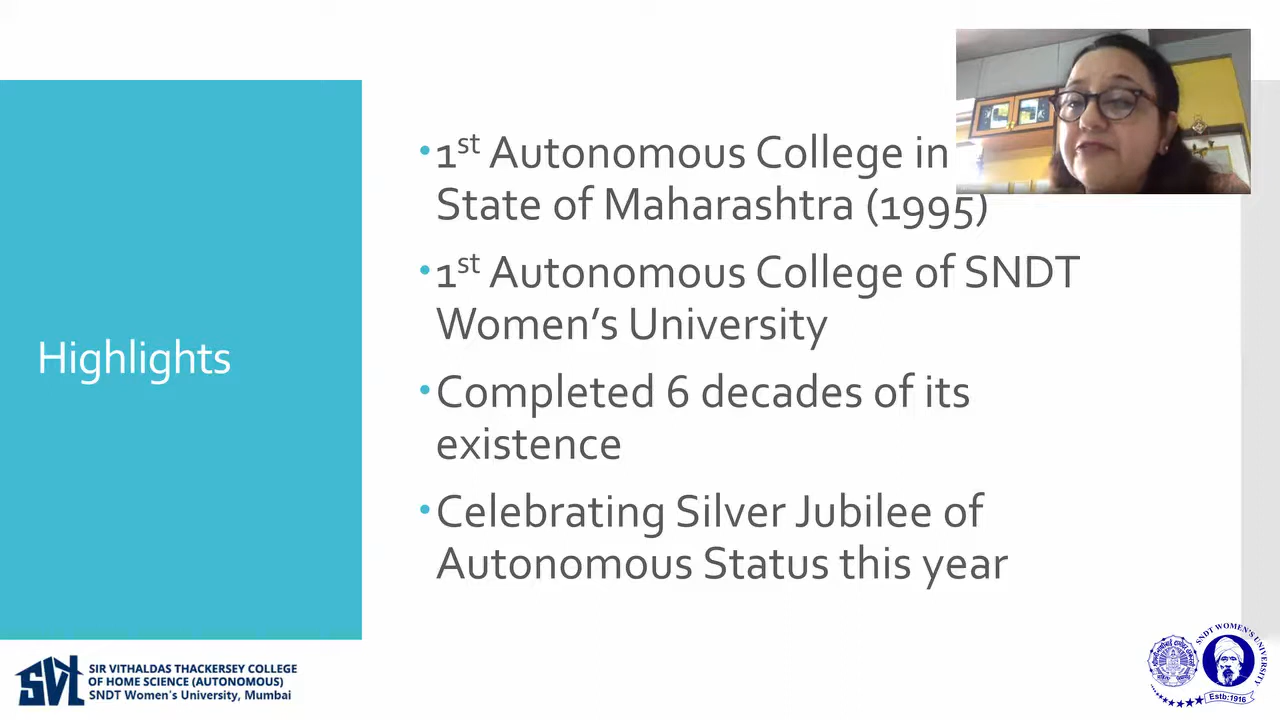 Highlights
•1st Autonomous College in
State of Maharashtra (1995)
•1st Autonomous College of SNDT
Women’s University
•Completed 6 decades of its
existence
•Celebrating Silver Jubilee of
Autonomous Status this year
SVT
SIR VITHALDAS THACKERSEY COLLEGE
OF HOME SCIENCE (AUTONOMOUS)
SNDT Women's University, Mumbai
SNDT WOMEN'S UNIVERSITY
Estb:1916